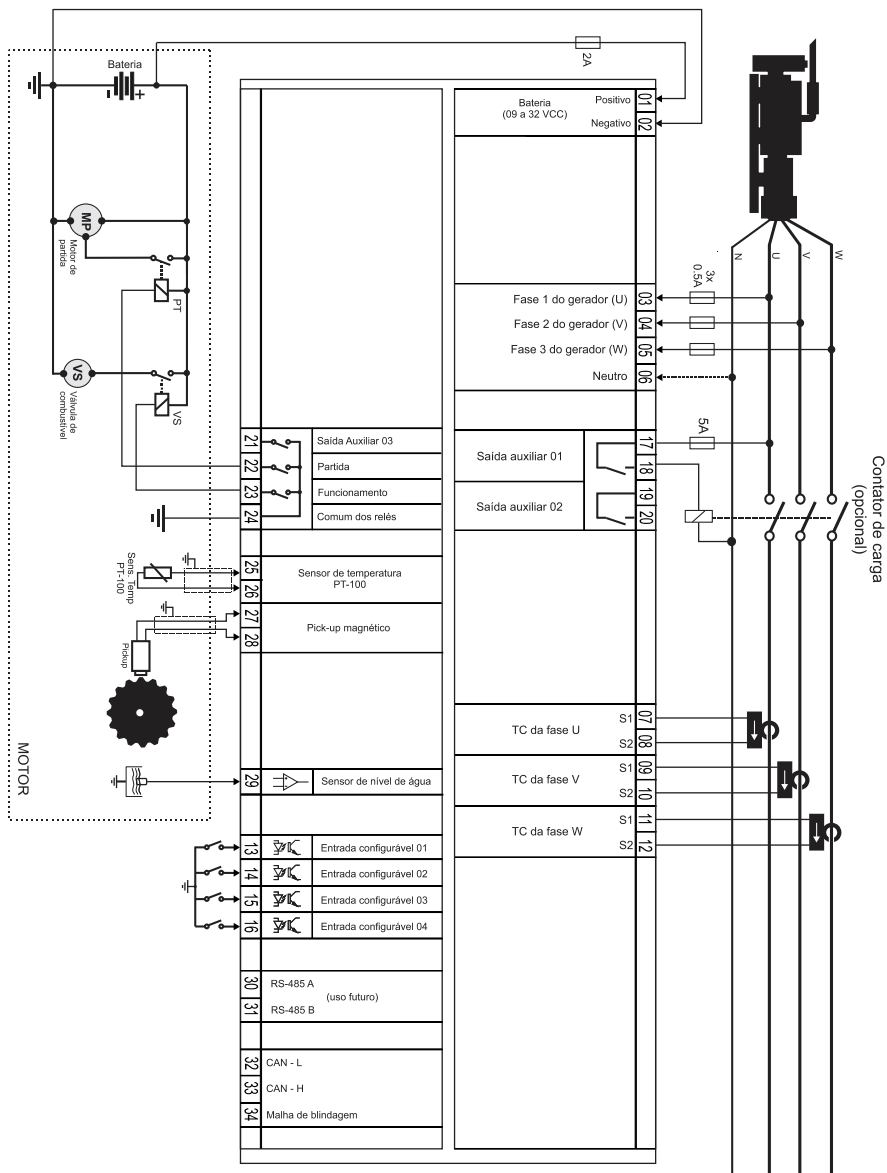 2A
Bateria
+
-
MP
Motor de
partida
PT
VS
Válvula de
combustível
VS
Sens. Temp
PT-100
Pickup
MOTOR
Bateria
(09 a 32 VCC)
Positivo
01
Negativo
02
N
U
V
W
3x
0.5A
Fase 1 do gerador (U)
03
Fase 2 do gerador (V)
04
Fase 3 do gerador (W)
05
Neutro
06
5A
Saída auxiliar 01
17
18
Saída auxiliar 02
19
20
Contator de carga
(opcional)
21
Saída Auxiliar 03
22
Partida
23
Funcionamento
24
Comum dos relés
25
26
Sensor de temperatura
PT-100
27
28
Pick-up magnético
TC da fase U
S1
07
S2
08
TC da fase V
S1
09
S2
10
TC da fase W
S1
11
S2
12
29
Sensor de nível de água
13
Entrada configurável 01
14
Entrada configurável 02
15
Entrada configurável 03
16
Entrada configurável 04
30
RS-485 A
(uso futuro)
31
RS-485 B
32
CAN - L
33
CAN - H
34
Malha de blindagem